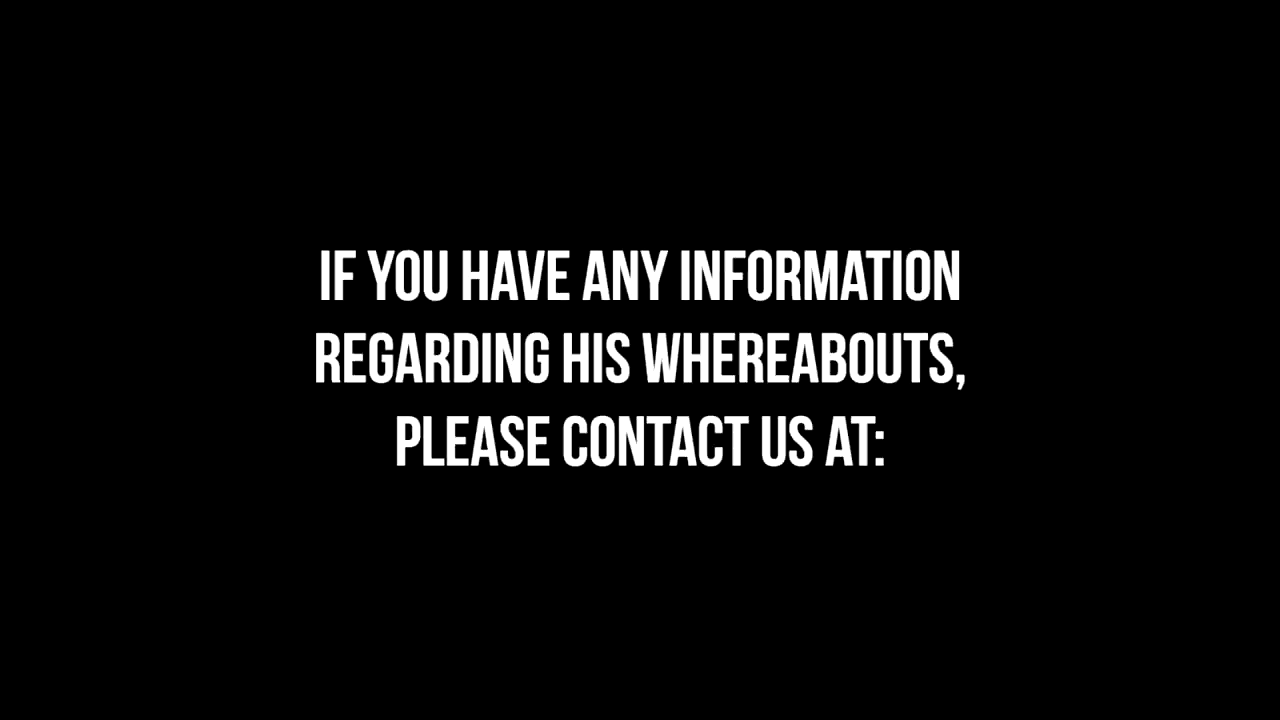 IF YOU HAVE ANY INFORMATION
REGARDING HIS WHEREABOUTS,
PLEASE CONTACT US AT: